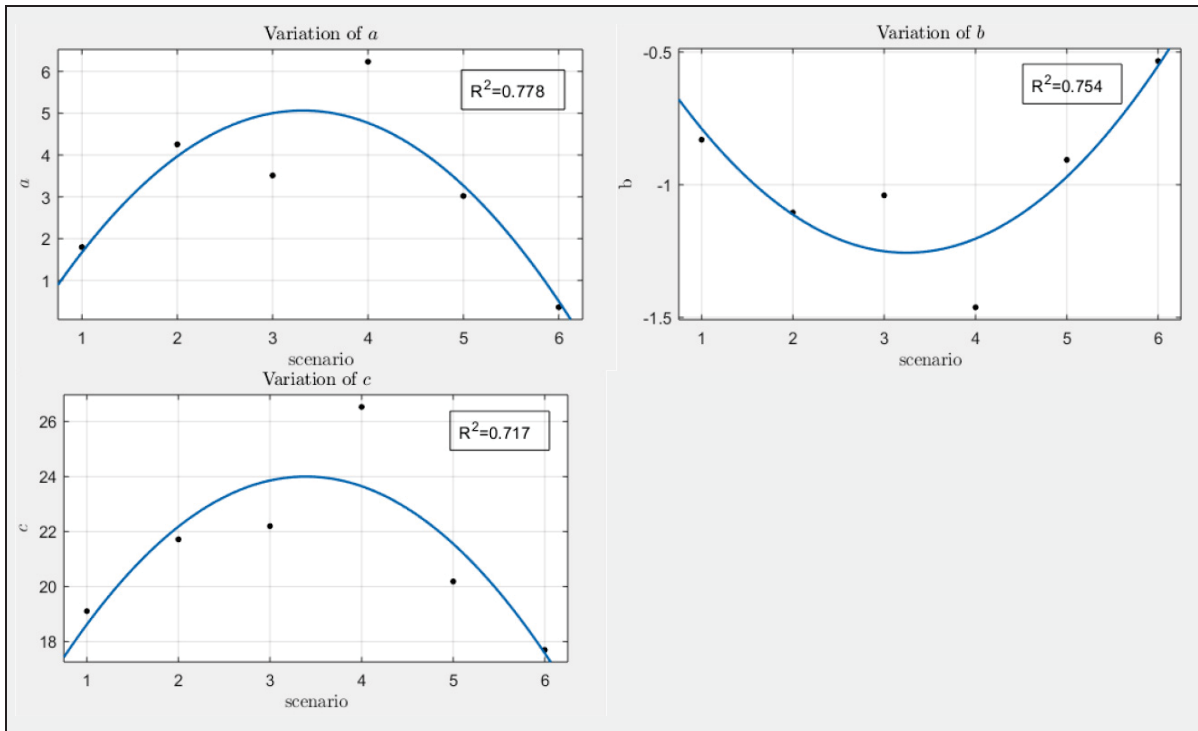 Variation of a
R²=0.778
6
5
4
3
2
1
a
1 2 3 4 5 6
scenario
Variation of b
R²=0.754
-0.5
-1
-1.5
b
1 2 3 4 5 6
scenario
Variation of c
R²=0.717
26
24
22
20
18
c
1 2 3 4 5 6
scenario